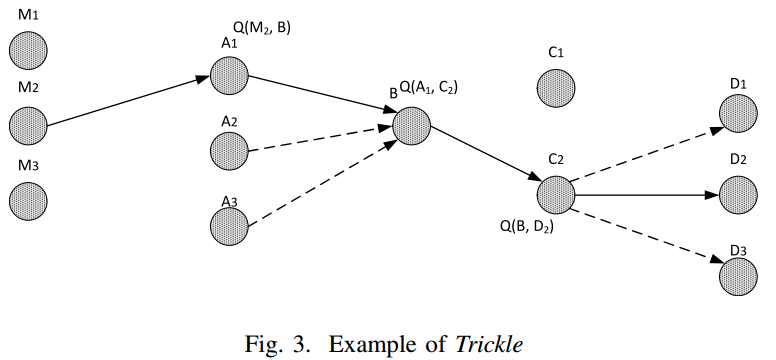 M1
Q(M2, B)
A1
C1
M2
B
Q(A1, C2)
D1
A2
C2
D2
M3
A3
Q(B, D2)
D3
Fig. 3. Example of Trickle